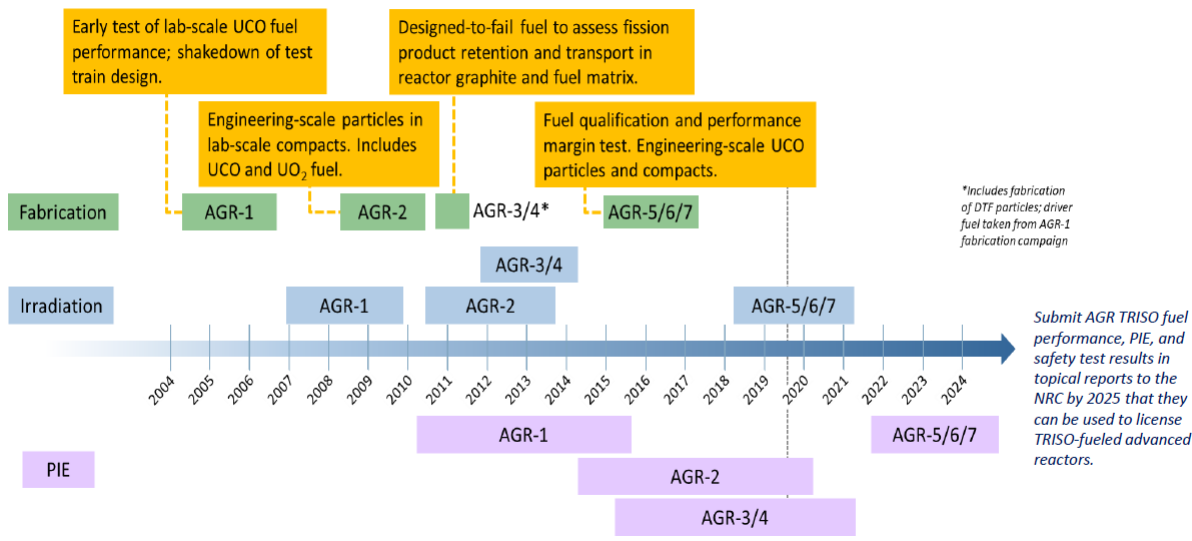 Early test of lab-scale UCO fuel
performance; shakedown of test
train design.
Designed-to-fail fuel to assess fission
product retention and transport in
reactor graphite and fuel matrix.
Engineering-scale particles in
lab-scale compacts. Includes
UCO and UO2 fuel.
Fuel qualification and performance
margin test. Engineering-scale UCO
particles and compacts.
Fabrication
AGR-1
AGR-2
AGR-3/4*
AGR-5/6/7
*Includes fabrication
of DTF particles; driver
fuel taken from AGR-1
fabrication campaign
AGR-3/4
Irradiation
AGR-1
AGR-2
AGR-5/6/7
2004
2005
2006
2007
2008
2009
2010
2011
2012
2013
2014
2015
2016
2017
2018
2019
2020
2021
2022
2023
2024
Submit AGR TRISO fuel
performance, PIE, and
safety test results in
topical reports to the
NRC by 2025 that they
can be used to license
TRISO-fueled advanced
reactors.
AGR-1
AGR-5/6/7
PIE
AGR-2
AGR-3/4